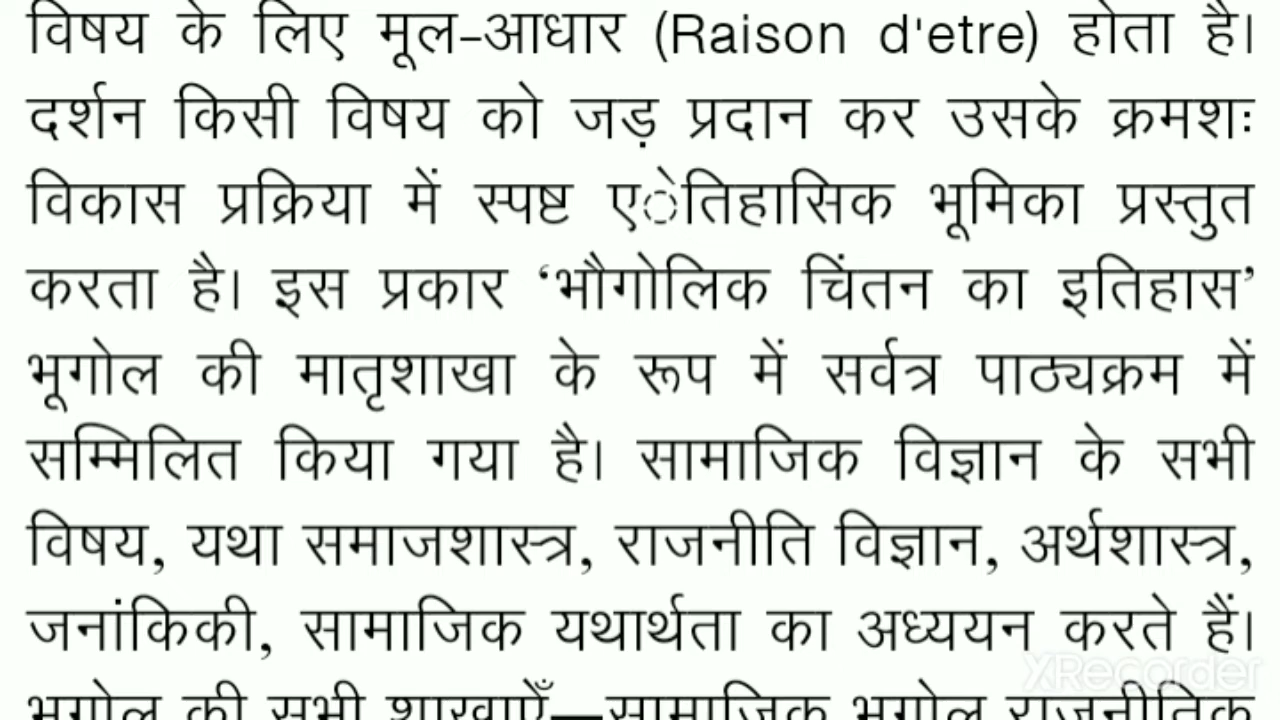 विषय के लिए मूल-आधार (Raison d'etre) होता है।
दर्शन किसी विषय को जड़ प्रदान कर उसके क्रमशः
विकास प्रक्रिया में स्पष्ट ए◌ेतिहासिक भूमिका प्रस्तुत
करता है। इस प्रकार ‘भौगोलिक चिंतन का इतिहास’
भूगोल की मातृशाखा के रूप में सर्वत्र पाठ्यक्रम में
सम्मिलित किया गया है। सामाजिक विज्ञान के सभी
विषय, यथा समाजशास्त्र, राजनीति विज्ञान, अर्थशास्त्र,
जनांकिकी, सामाजिक यथार्थता का अध्ययन करते हैं।
XRecorder
भूगोल की सभी शाखाएँ—सामाजिक भूगोल राजनीतिक